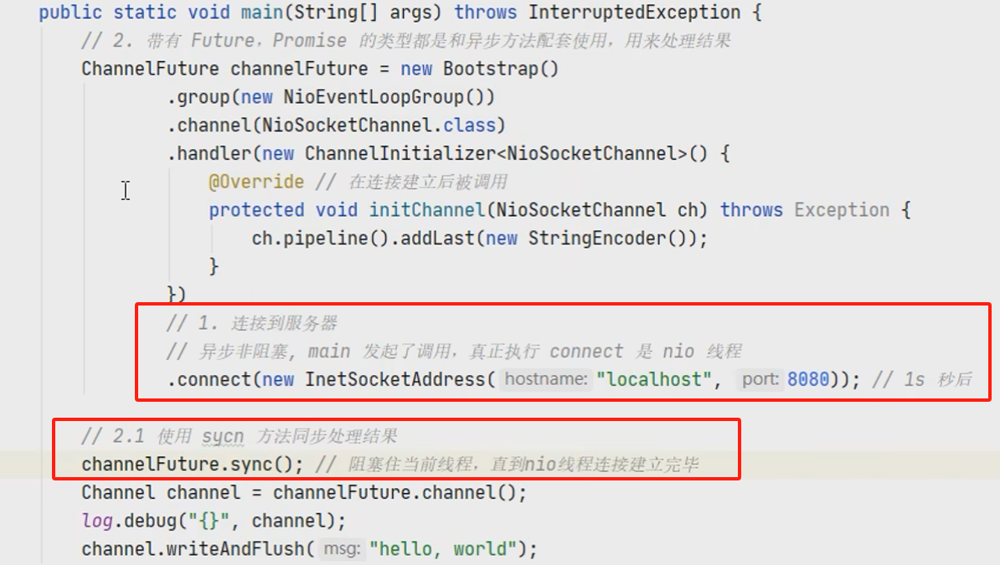 public static void main(String[] args) throws InterruptedException {
// 2. 带有 Future，Promise 的类型都是和异步方法配套使用，用来处理结果
ChannelFuture channelFuture = new Bootstrap()
.group(new NioEventLoopGroup())
.channel(NioSocketChannel.class)
.handler(new ChannelInitializer<NioSocketChannel>() {
@Override // 在连接建立后被调用
protected void initChannel(NioSocketChannel ch) throws Exception {
ch.pipeline().addLast(new StringEncoder());
}
})
// 1. 连接到服务器
// 异步非阻塞, main 发起了调用，真正执行 connect 是 nio 线程
.connect(new InetSocketAddress( hostname: "localhost", port: 8080)); // 1s 秒后
// 2.1 使用 sycn 方法同步处理结果
channelFuture.sync(); // 阻塞住当前线程，直到nio线程连接建立完毕
Channel channel = channelFuture.channel();
log.debug("{}", channel);
channel.writeAndFlush( msg: "hello, world");